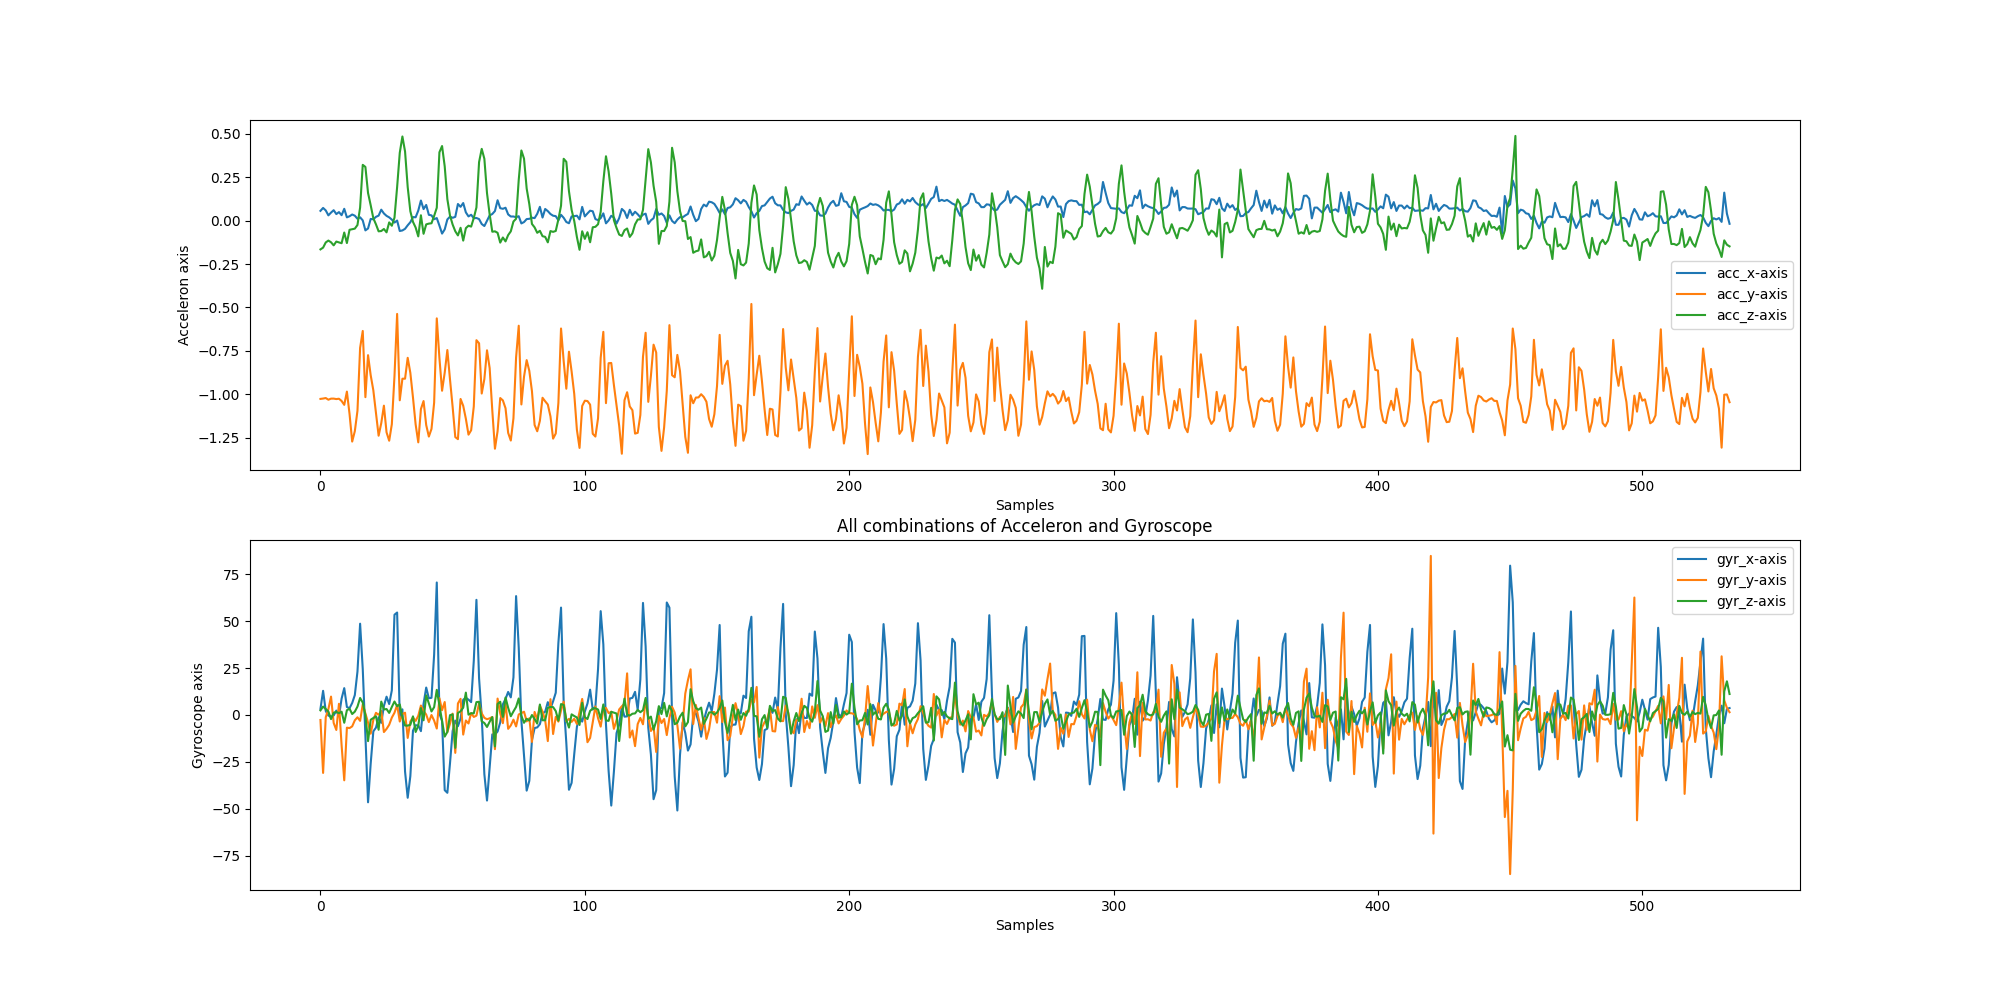 0.50
0.25
0.00
−0.25
−0.50
−0.75
−1.00
−1.25
Acceleron axis
acc_x-axis
acc_y-axis
acc_z-axis
0 100 200 300 400 500
Samples
All combinations of Acceleron and Gyroscope
75
50
25
0
−25
−50
−75
Gyroscope axis
gyr_x-axis
gyr_y-axis
gyr_z-axis
0 100 200 300 400 500
Samples